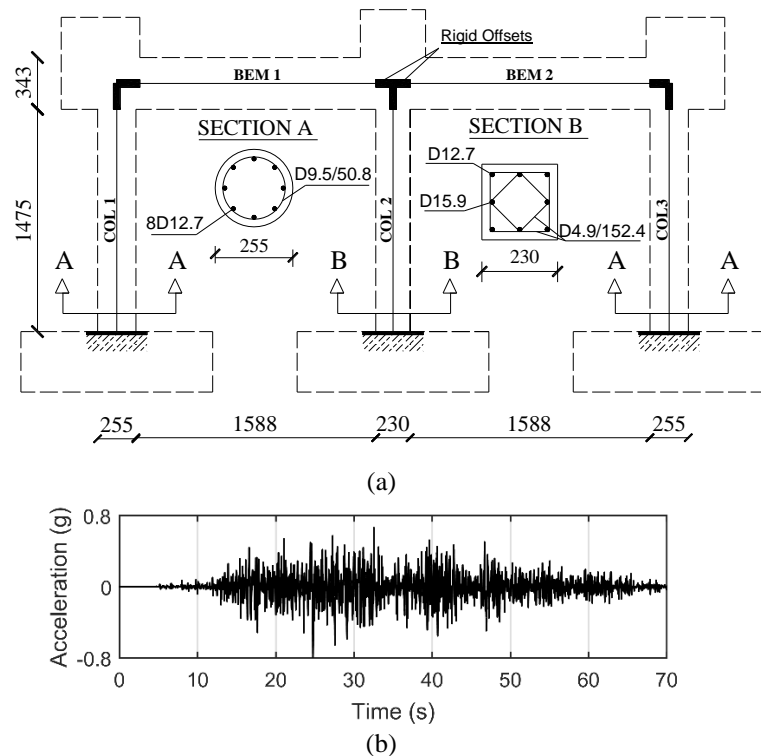 Rigid Offsets
BEM 1
BEM 2
343
SECTION A
SECTION B
D9.5/50.8
D12.7
8D12.7
D15.9
D4.9/152.4
COL 1
COL 2
COL3
1475
255
230
A A B B A A
255 1588 230 1588 255
(a)
Acceleration (g)
0.8
0
-0.8
0 10 20 30 40 50 60 70
Time (s)
(b)